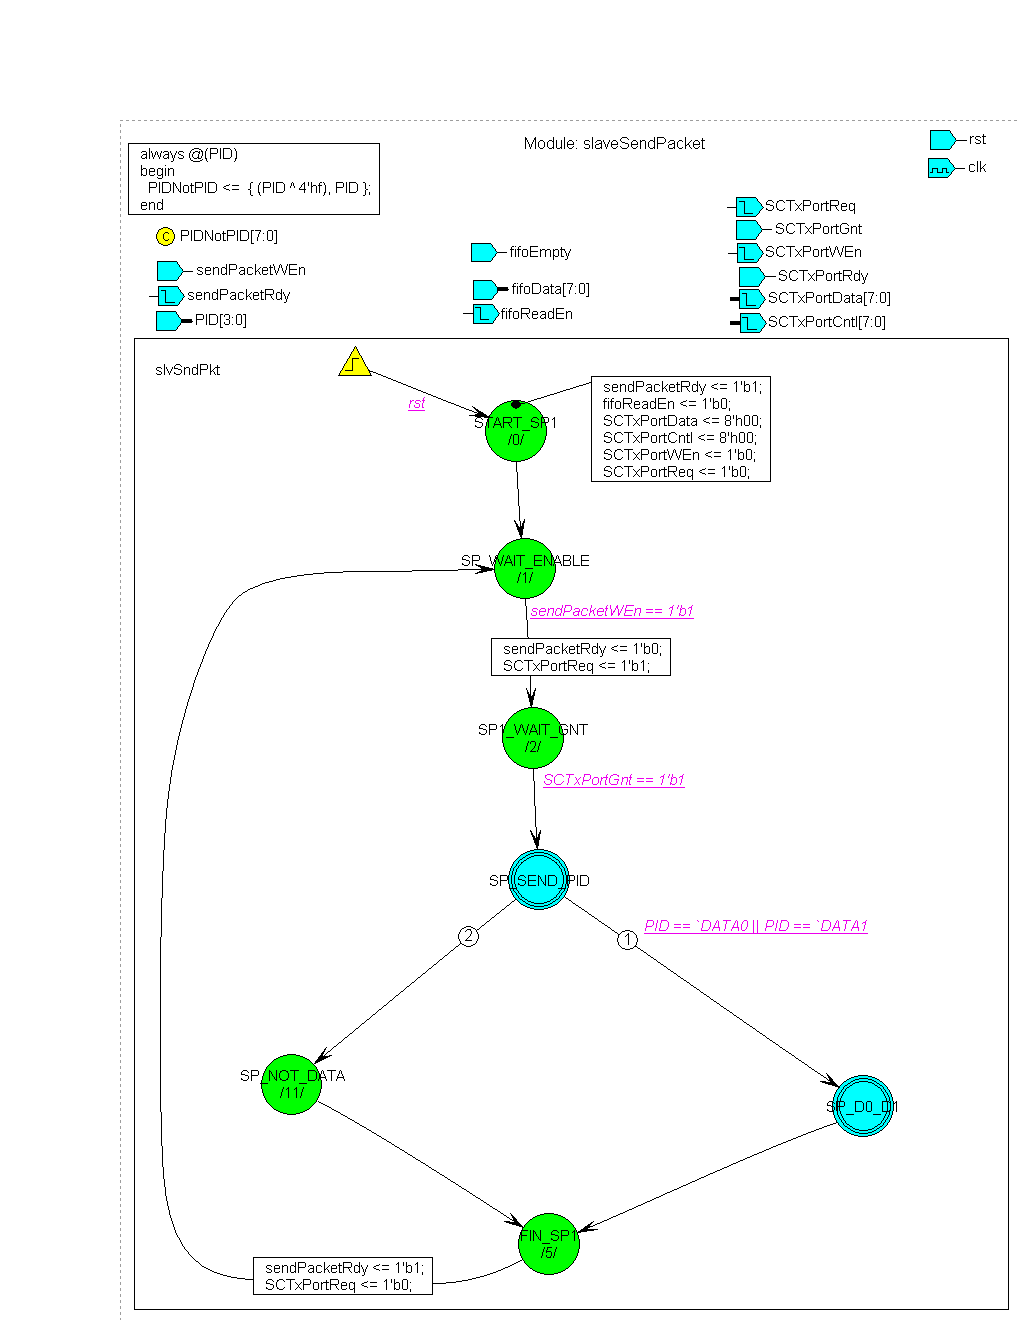 Module: slaveSendPacket
rst
clk
always @(PID)
begin
PIDNotPID <= { (PID ^ 4'hf), PID };
end
C PIDNotPID[7:0]
sendPacketWEn
sendPacketRdy
PID[3:0]
fifoEmpty
fifoData[7:0]
fifoReadEn
SCTxPortReq
SCTxPortGnt
SCTxPortWEn
SCTxPortRdy
SCTxPortData[7:0]
SCTxPortCntl[7:0]
slvSndPkt
rst
START_SP1
/0/
sendPacketRdy <= 1'b1;
fifoReadEn <= 1'b0;
SCTxPortData <= 8'h00;
SCTxPortCntl <= 8'h00;
SCTxPortWEn <= 1'b0;
SCTxPortReq <= 1'b0;
SP_WAIT_ENABLE
/1/
sendPacketWEn == 1'b1
sendPacketRdy <= 1'b0;
SCTxPortReq <= 1'b1;
SP1_WAIT_GNT
/2/
SCTxPortGnt == 1'b1
SP_SEND_PID
2
1
PID == `DATA0 || PID == `DATA1
SP_NOT_DATA
/11/
SP_D0_D1
FIN_SP1
/5/
sendPacketRdy <= 1'b1;
SCTxPortReq <= 1'b0;